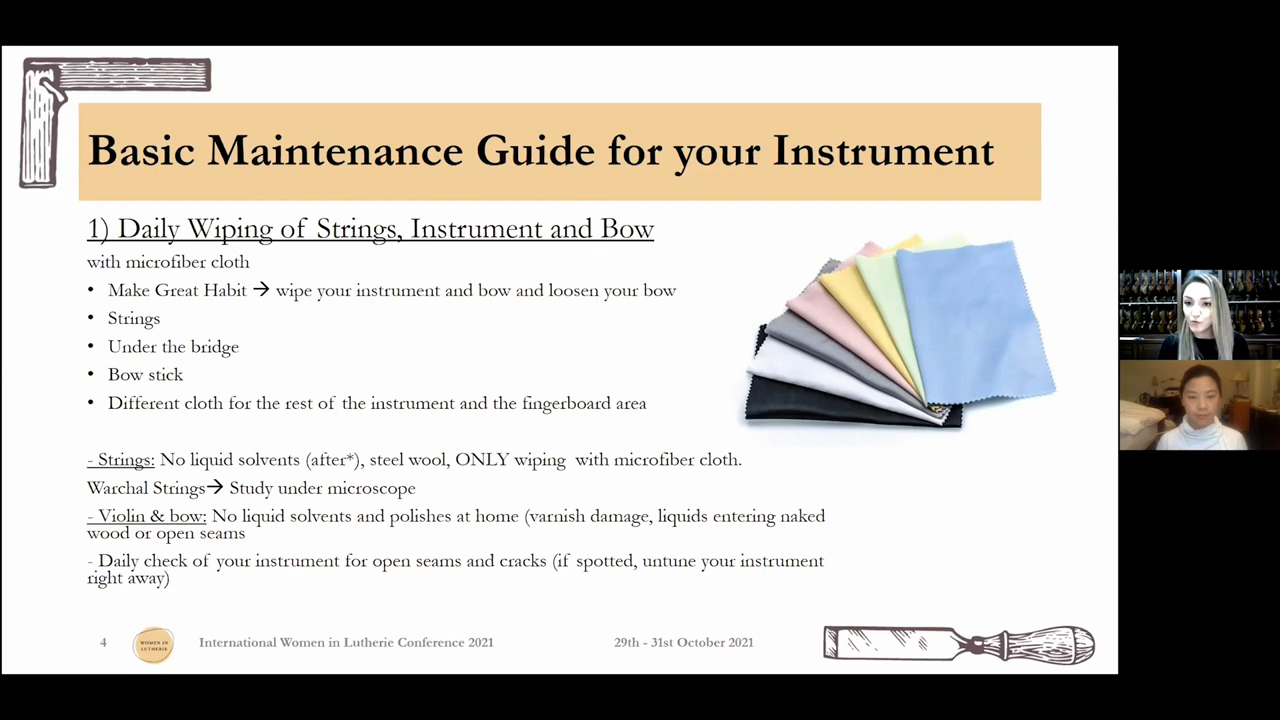 Basic Maintenance Guide for your Instrument
1) Daily Wiping of Strings, Instrument and Bow
with microfiber cloth
• Make Great Habit → wipe your instrument and bow and loosen your bow
• Strings
• Under the bridge
• Bow stick
• Different cloth for the rest of the instrument and the fingerboard area
- Strings: No liquid solvents (after*), steel wool, ONLY wiping with microfiber cloth.
Warchal Strings→ Study under microscope
- Violin & bow: No liquid solvents and polishes at home (varnish damage, liquids entering naked
wood or open seams
- Daily check of your instrument for open seams and cracks (if spotted, untune your instrument
right away)
4
WOMEN IN
LUTHERIE
International Women in Lutherie Conference 2021
29th - 31st October 2021